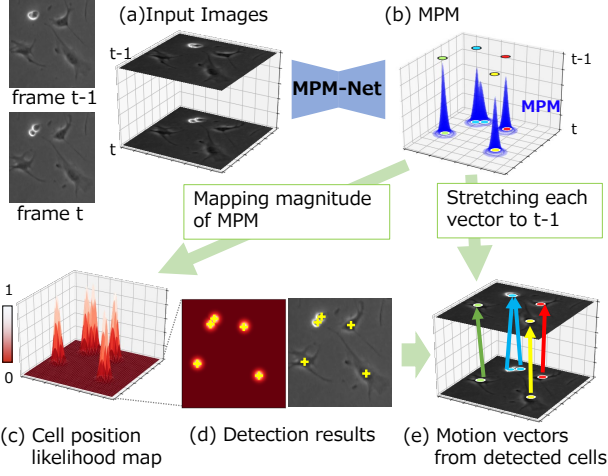 (a)Input Images
(b) MPM
t-1
t-1
MPM-Net
frame t-1
MPM
t
t
frame t
Mapping magnitude
of MPM
Stretching each
vector to t-1
1
0
(c) Cell position
likelihood map
(d) Detection results
(e) Motion vectors
from detected cells